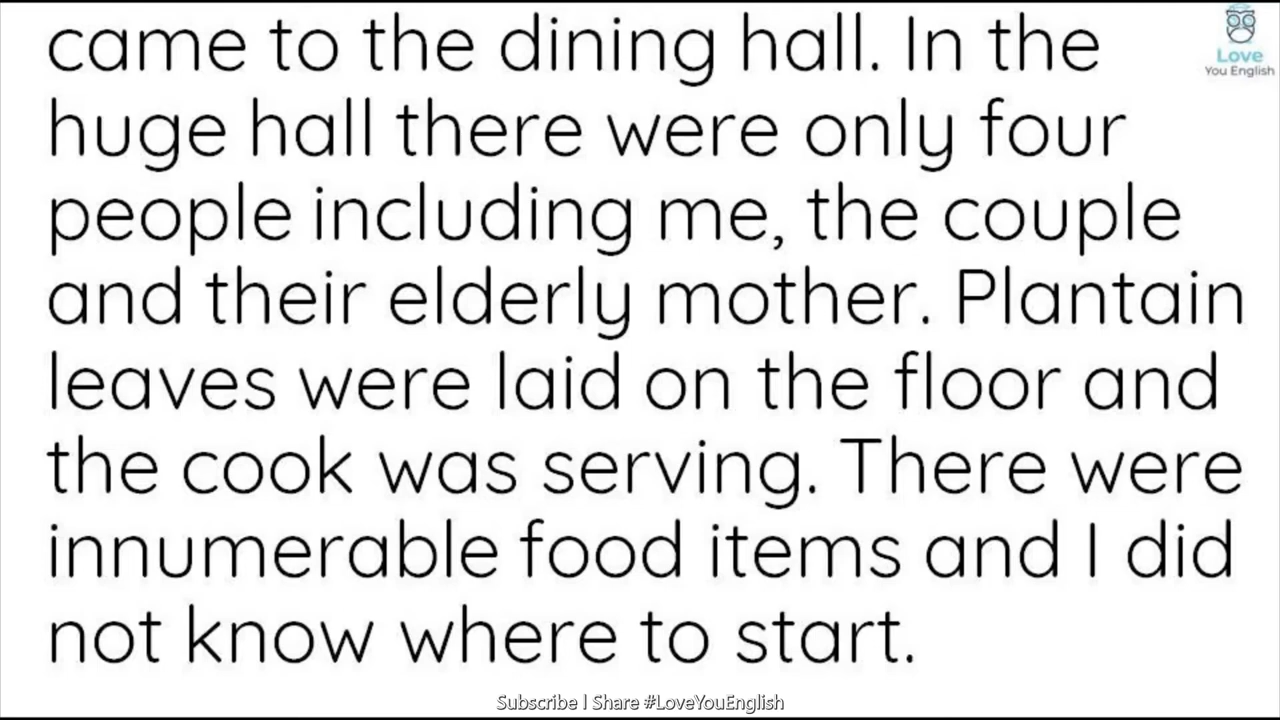 came to the dining hall. In the
huge hall there were only four
people including me, the couple
and their elderly mother. Plantain
leaves were laid on the floor and
the cook was serving. There were
innumerable food items and I did
not know where to start.
Love
You English
Subscribe | Share #LoveYouEnglish